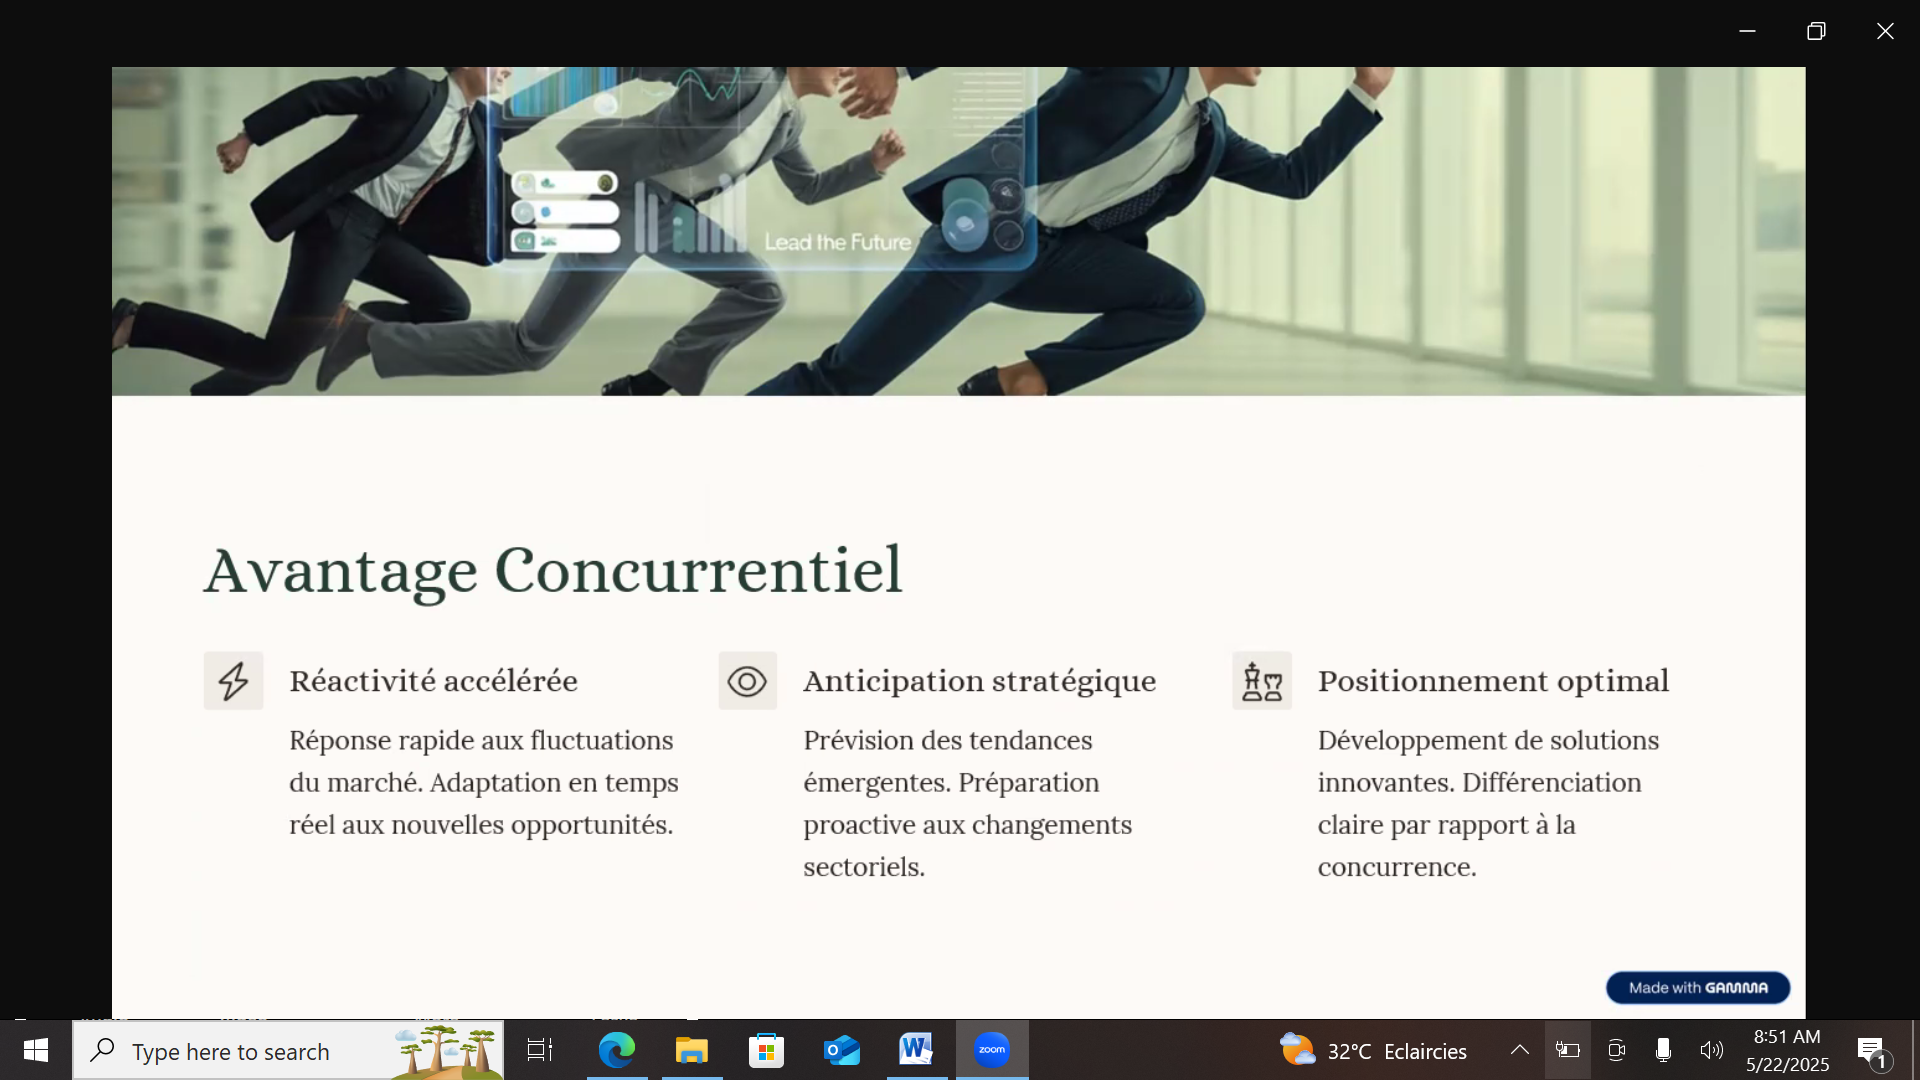 Lead the Future
Avantage Concurrentiel
Réactivité accélérée
Réponse rapide aux fluctuations
du marché. Adaptation en temps
réel aux nouvelles opportunités.
Anticipation stratégique
Prévision des tendances
émergentes. Préparation
proactive aux changements
sectoriels.
Positionnement optimal
Développement de solutions
innovantes. Différenciation
claire par rapport à la
concurrence.
Made with GAMMA
Type here to search
zoom
32°C Eclaircies
8:51 AM
5/22/2025
1